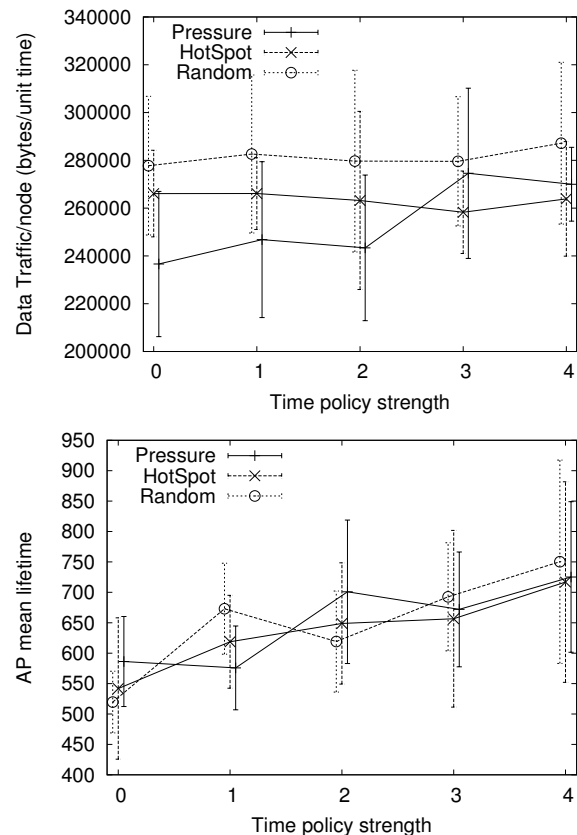 340000
320000
300000
280000
260000
240000
220000
200000
Data Traffic/node (bytes/unit time)
Pressure
HotSpot
Random
0 1 2 3 4
Time policy strength
950
900
850
800
750
700
650
600
550
500
450
400
AP mean lifetime
Pressure
HotSpot
Random
0 1 2 3 4
Time policy strength